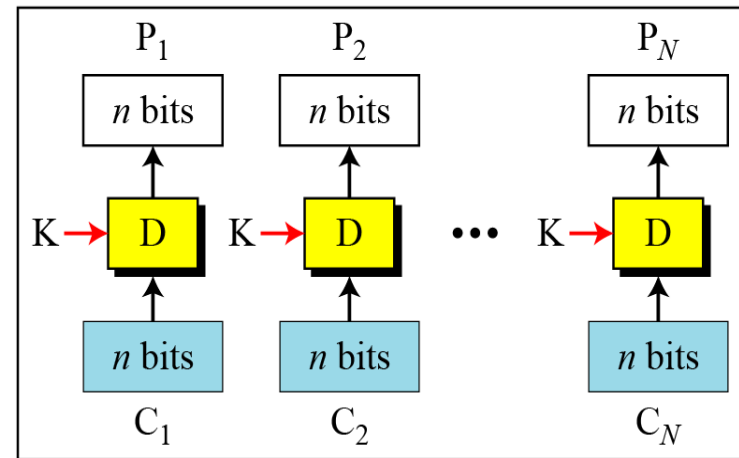 P1 P2 PN
n bits n bits n bits
K D K D ••• K D
n bits n bits n bits
C1 C2 CN